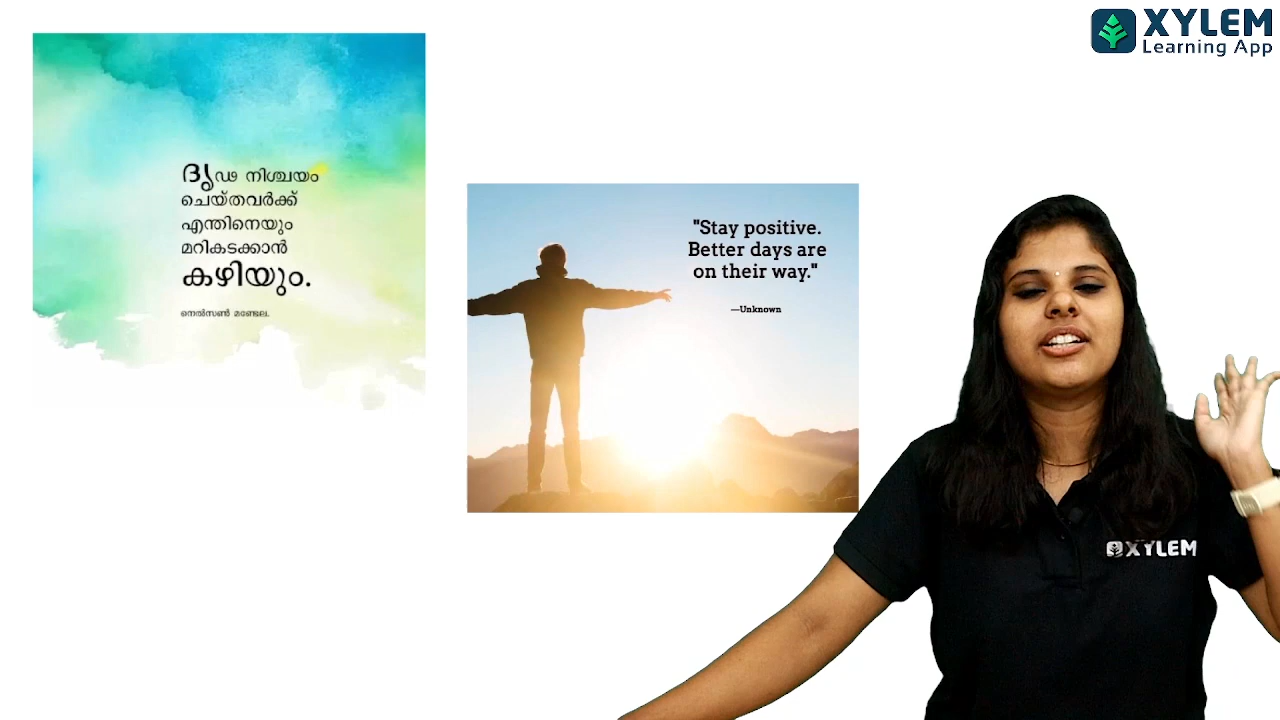 XYLEM
Learning App
ദൃഢ നിശ്ചയം
ചെയ്തവർക്ക്
എന്തിനെയും
മറികടക്കാൻ
കഴിയും.
നെൽസൺ മണ്ടേല.
"Stay positive.
Better days are
on their way."
—Unknown
XYLEM